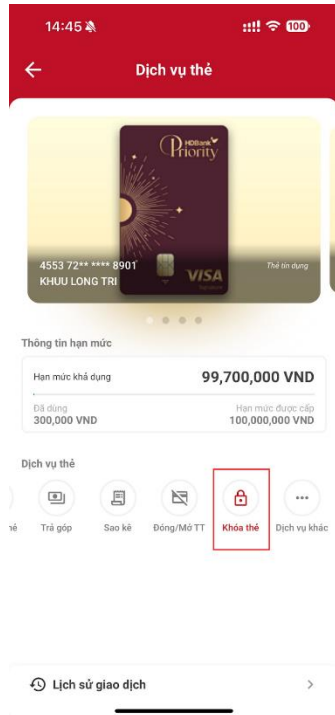 14:45
100
Dịch vụ thẻ
HDBank
Priority
4553 72** **** 8901
KHUU LONG TRI
VISA
Thẻ tín dụng
Thông tin hạn mức
Hạn mức khả dụng
99,700,000 VND
Đã dùng
Hạn mức được cấp
300,000 VND
100,000,000 VND
Dịch vụ thẻ
Trả góp
Sao kê
Đóng/Mở TT
Khóa thẻ
Dịch vụ khác
Lịch sử giao dịch